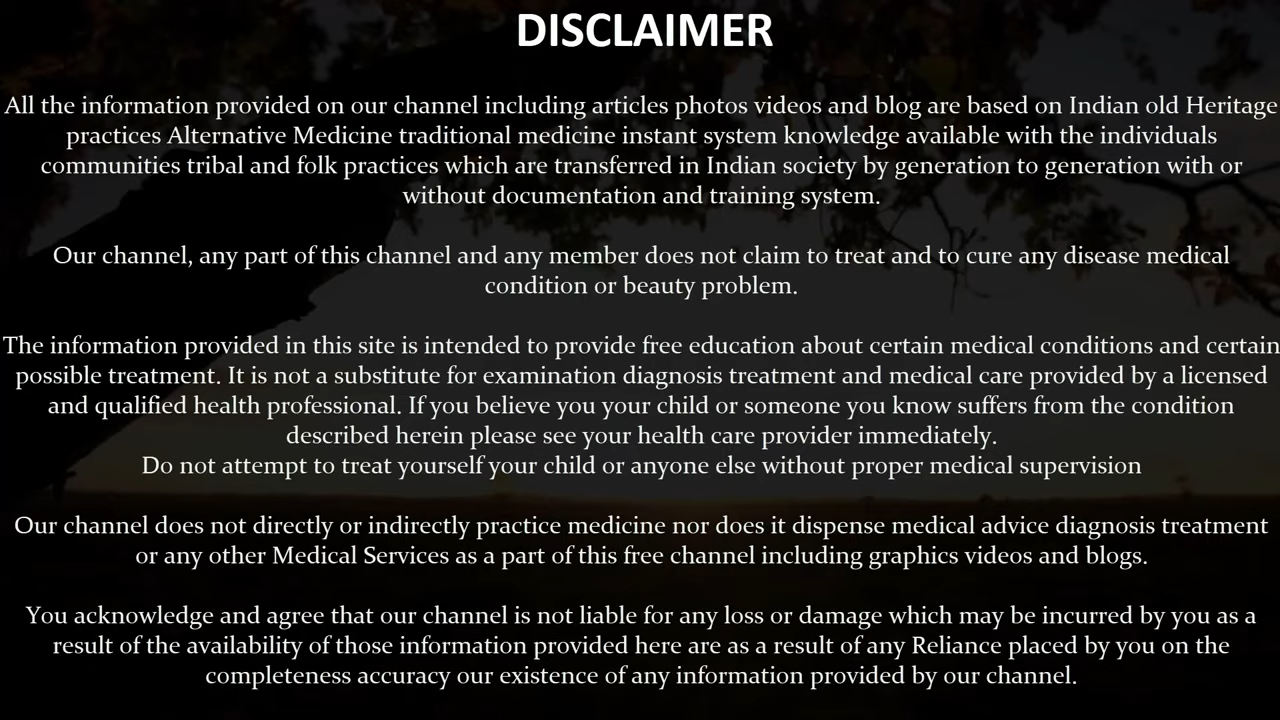 DISCLAIMER
All the information provided on our channel including articles photos videos and blog are based on Indian old Heritage
practices Alternative Medicine traditional medicine instant system knowledge available with the individuals
communities tribal and folk practices which are transferred in Indian society by generation to generation with or
without documentation and training system.
Our channel, any part of this channel and any member does not claim to treat and to cure any disease medical
condition or beauty problem.
The information provided in this site is intended to provide free education about certain medical conditions and certain
possible treatment. It is not a substitute for examination diagnosis treatment and medical care provided by a licensed
and qualified health professional. If you believe you your child or someone you know suffers from the condition
described herein please see your health care provider immediately.
Do not attempt to treat yourself your child or anyone else without proper medical supervision
Our channel does not directly or indirectly practice medicine nor does it dispense medical advice diagnosis treatment
or any other Medical Services as a part of this free channel including graphics videos and blogs.
You acknowledge and agree that our channel is not liable for any loss or damage which may be incurred by you as a
result of the availability of those information provided here are as a result of any Reliance placed by you on the
completeness accuracy our existence of any information provided by our channel.